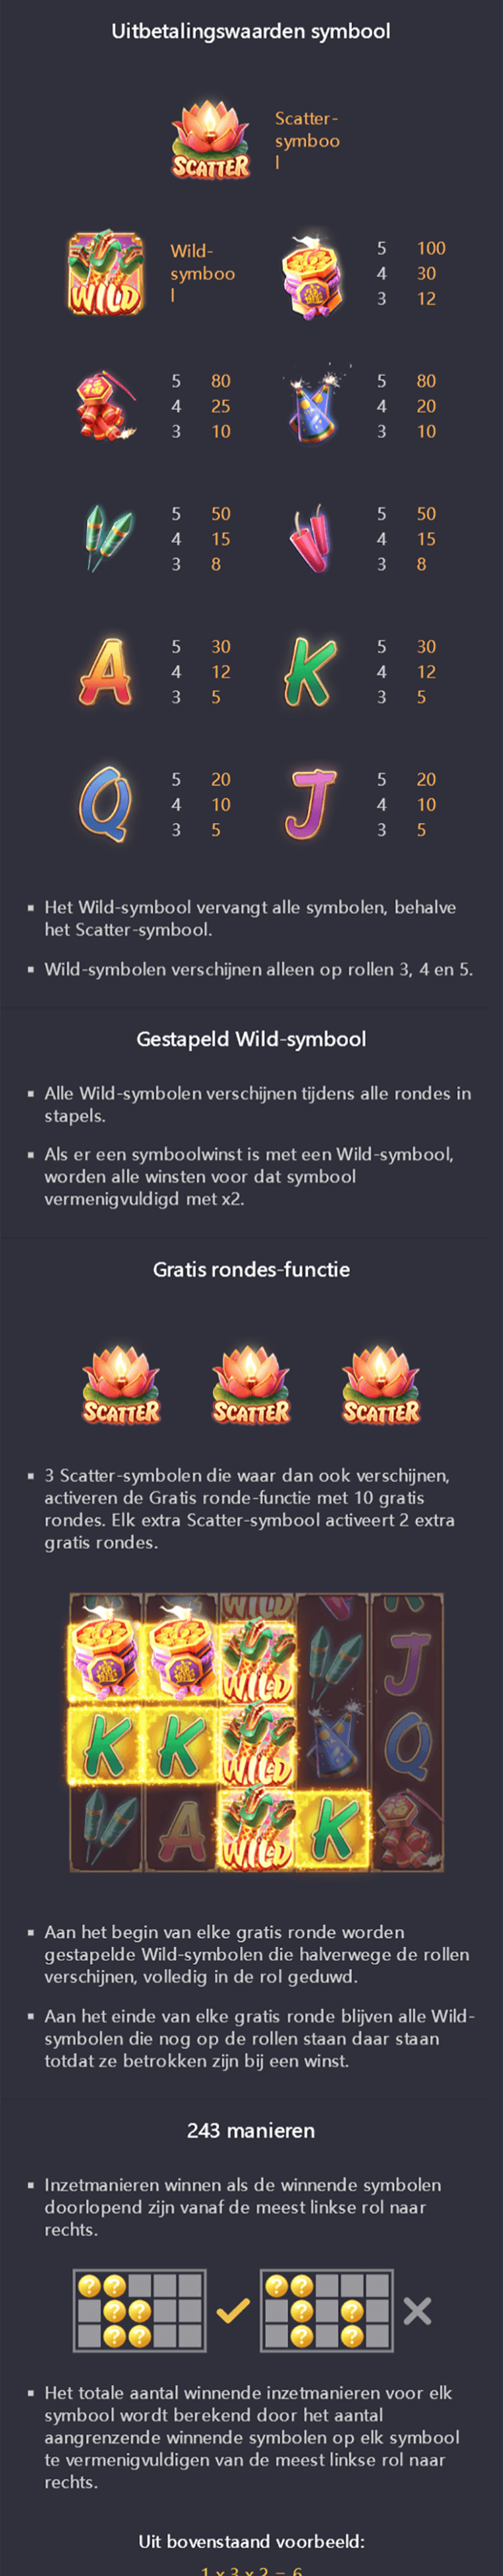 Uitbetalingswaarden symbool
Scatter-
symboo
l
SCATTER
Wild-
symboo
l
WILD
5 100
4 30
3 12
5 80
4 25
3 10
5 80
4 20
3 10
5 50
4 15
3 8
5 50
4 15
3 8
A
5 30
4 12
3 5
K
5 30
4 12
3 5
Q
5 20
4 10
3 5
J
5 20
4 10
3 5
▪ Het Wild-symbool vervangt alle symbolen, behalve
het Scatter-symbool.
▪ Wild-symbolen verschijnen alleen op rollen 3, 4 en 5.
Gestapeld Wild-symbool
▪ Alle Wild-symbolen verschijnen tijdens alle rondes in
stapels.
▪ Als er een symboolwinst is met een Wild-symbool,
worden alle winsten voor dat symbool
vermenigvuldigd met x2.
Gratis rondes-functie
SCATTER SCATTER SCATTER
▪ 3 Scatter-symbolen die waar dan ook verschijnen,
activeren de Gratis ronde-functie met 10 gratis
rondes. Elk extra Scatter-symbool activeert 2 extra
gratis rondes.
WILD
WILD J
K K WILD Q
A WILD K
▪ Aan het begin van elke gratis ronde worden
gestapelde Wild-symbolen die halverwege de rollen
verschijnen, volledig in de rol geduwd.
▪ Aan het einde van elke gratis ronde blijven alle Wild-
symbolen die nog op de rollen staan daar staan
totdat ze betrokken zijn bij een winst.
243 manieren
▪ Inzetmanieren winnen als de winnende symbolen
doorlopend zijn vanaf de meest linkse rol naar
rechts.
? ? ? ?
? ? ? ?
? ? ? ?
▪ Het totale aantal winnende inzetmanieren voor elk
symbool wordt berekend door het aantal
aangrenzende winnende symbolen op elk symbool
te vermenigvuldigen van de meest linkse rol naar
rechts.
Uit bovenstaand voorbeeld:
1 x 3 x 2 = 6